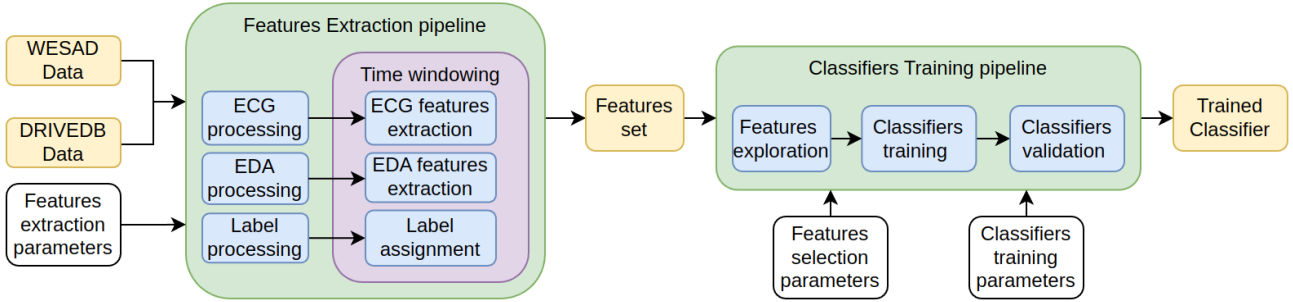 Features Extraction pipeline
WESAD
Data
DRIVEDB
Data
Features
extraction
parameters
Time windowing
ECG
processing
ECG features
extraction
EDA
processing
EDA features
extraction
Label
processing
Label
assignment
Features
set
Classifiers Training pipeline
Features
exploration
Classifiers
training
Classifiers
validation
Features
selection
parameters
Classifiers
training
parameters
Trained
Classifier